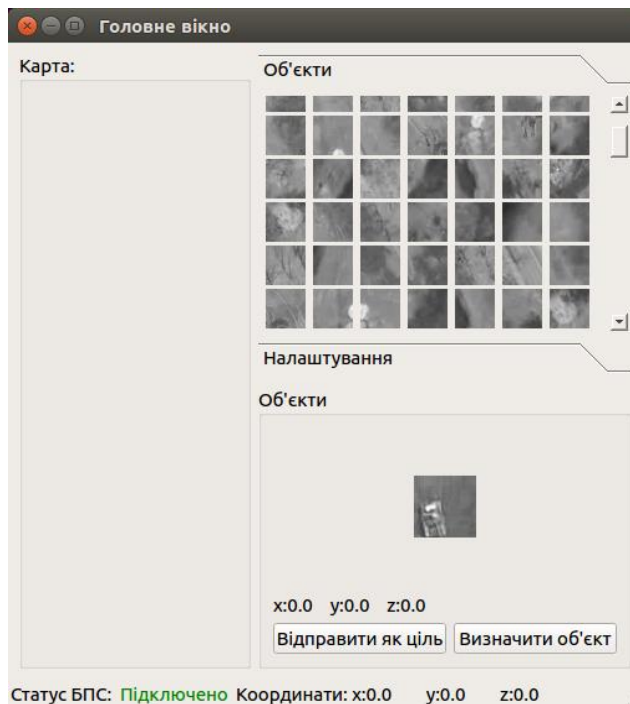 Головне вікно
Карта:
Об'єкти
Налаштування
Об'єкти
x:0.0 y:0.0 z:0.0
Відправити як ціль Визначити об'єкт
Статус БПС: Підключено Координати: x:0.0 y:0.0 z:0.0